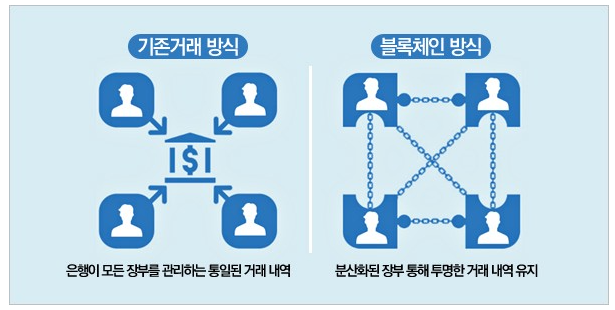 기존거래 방식
블록체인 방식
은행이 모든 장부를 관리하는 통일된 거래 내역
분산화된 장부 통해 투명한 거래 내역 유지